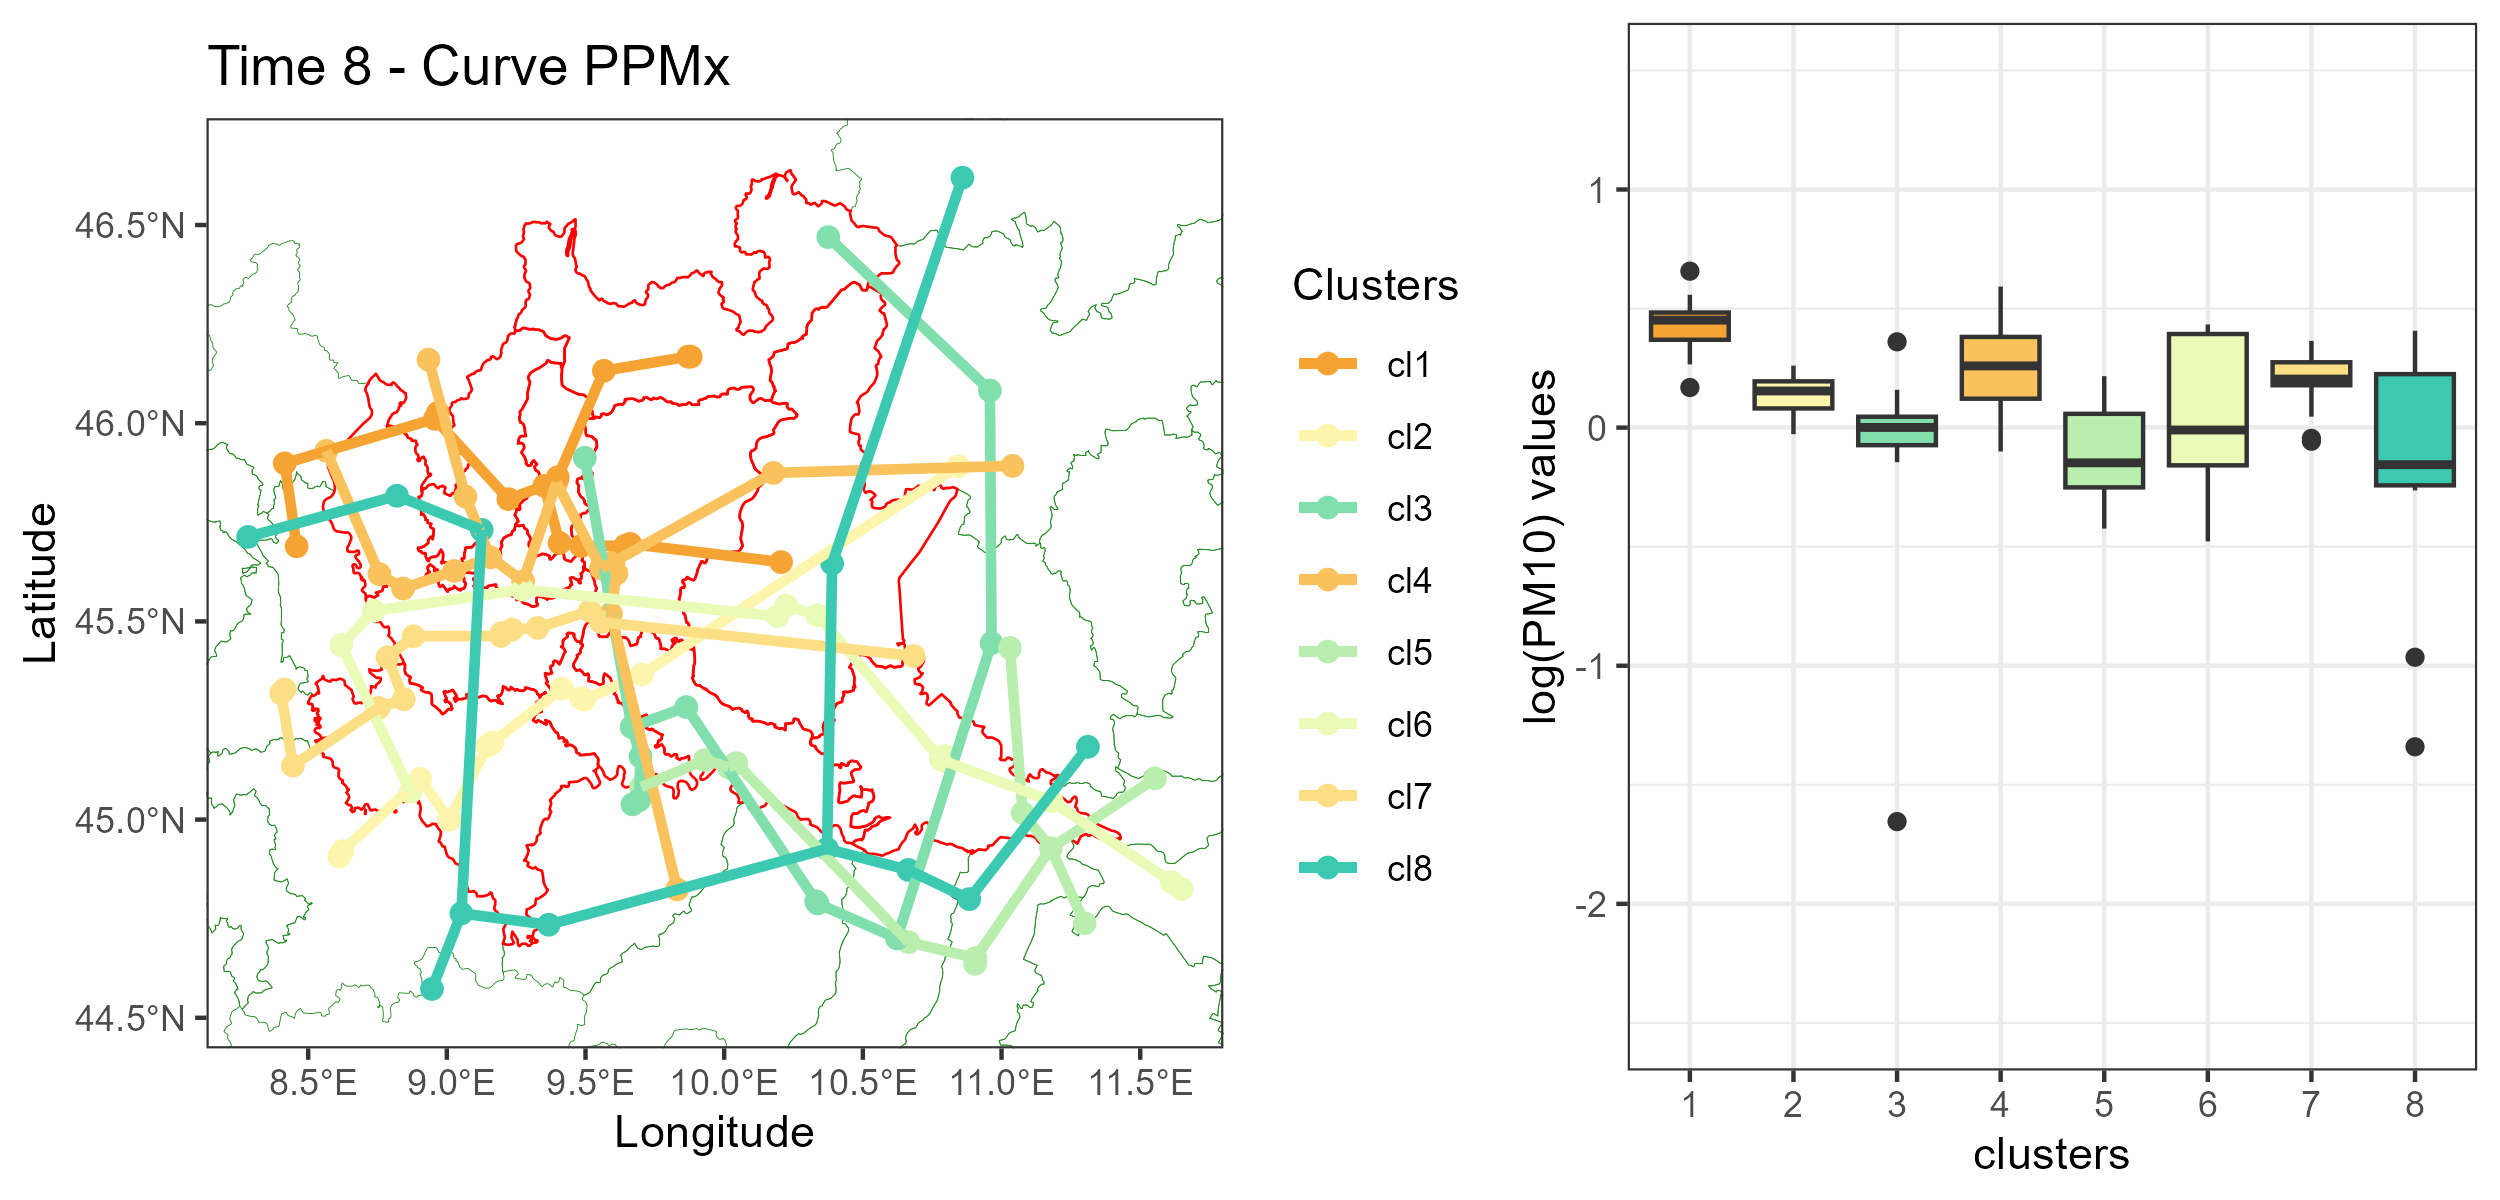 Time 8 - Curve PPMx
46.5°N
46.0°N
45.5°N
45.0°N
44.5°N
Latitude
8.5°E 9.0°E 9.5°E 10.0°E 10.5°E 11.0°E 11.5°E
Longitude
Clusters
cl1
cl2
cl3
cl4
cl5
cl6
cl7
cl8
1
0
-1
-2
log(PM10) values
1 2 3 4 5 6 7 8
clusters